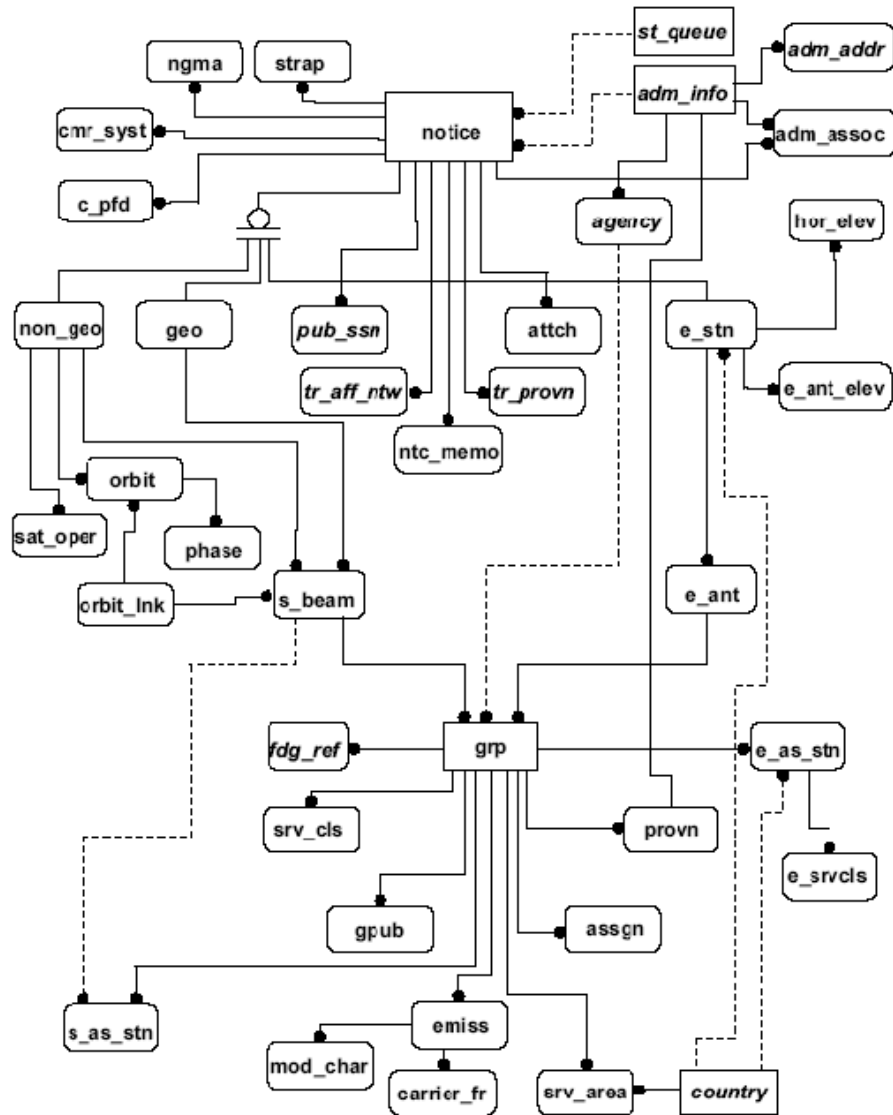 st_queue
ngma
strap
adm_addr
adm_info
cmr_syst
notice
adm_assoc
c_pfd
agency
hor_elev
non_geo
geo
pub_ssn
attch
e_stn
tr_aff_ntw
tr_provn
e_ant_elev
ntc_memo
orbit
sat_oper
phase
orbit_lnk
s_beam
e_ant
fdg_ref
grp
e_as_stn
srv_cls
provn
e_srvcls
gpub
assgn
s_as_stn
emiss
mod_char
carrier_fr
srv_area
country